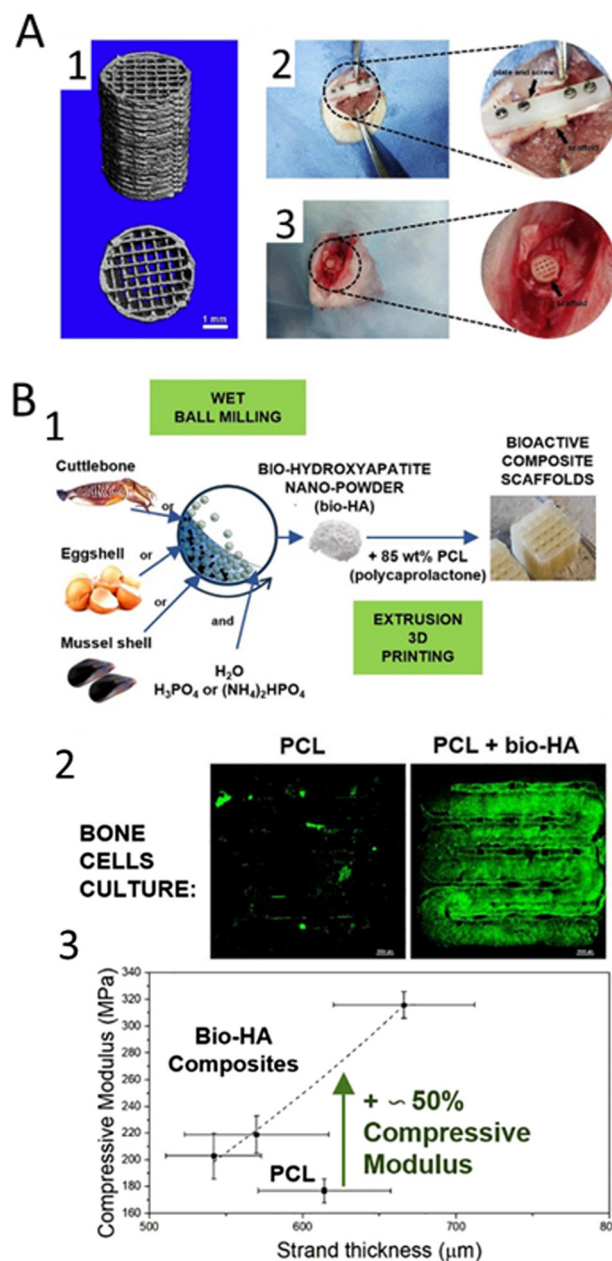 A
1
1 mm
2
plate and screw
scaffold
3
scaffold
B
1
WET
BALL MILLING
Cuttlebone
or
Eggshell
or
or
Mussel shell
and
H₂O
H₃PO₄ or (NH₄)₂HPO₄
BIO-HYDROXYAPATITE
NANO-POWDER
(bio-HA)
+ 85 wt% PCL
(polycaprolactone)
BIOACTIVE
COMPOSITE
SCAFFOLDS
EXTRUSION
3D
PRINTING
2
BONE
CELLS
CULTURE:
PCL
PCL + bio-HA
3
Compressive Modulus (MPa)
340
320
300
280
260
240
220
200
180
160
Bio-HA
Composites
PCL
+ ∽ 50%
Compressive
Modulus
500
600
700
80
Strand thickness (μm)